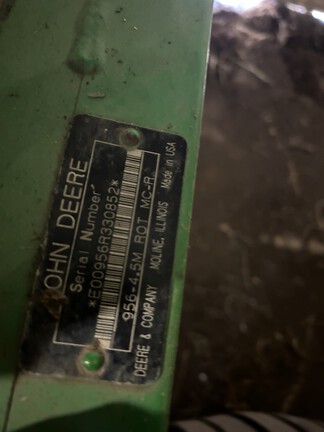 JOHN DEERE
Serial Number
*E00956R330852*
956-4.5M ROT MC-R
DEERE & COMPANY MOLINE, ILLINOIS Made in USA